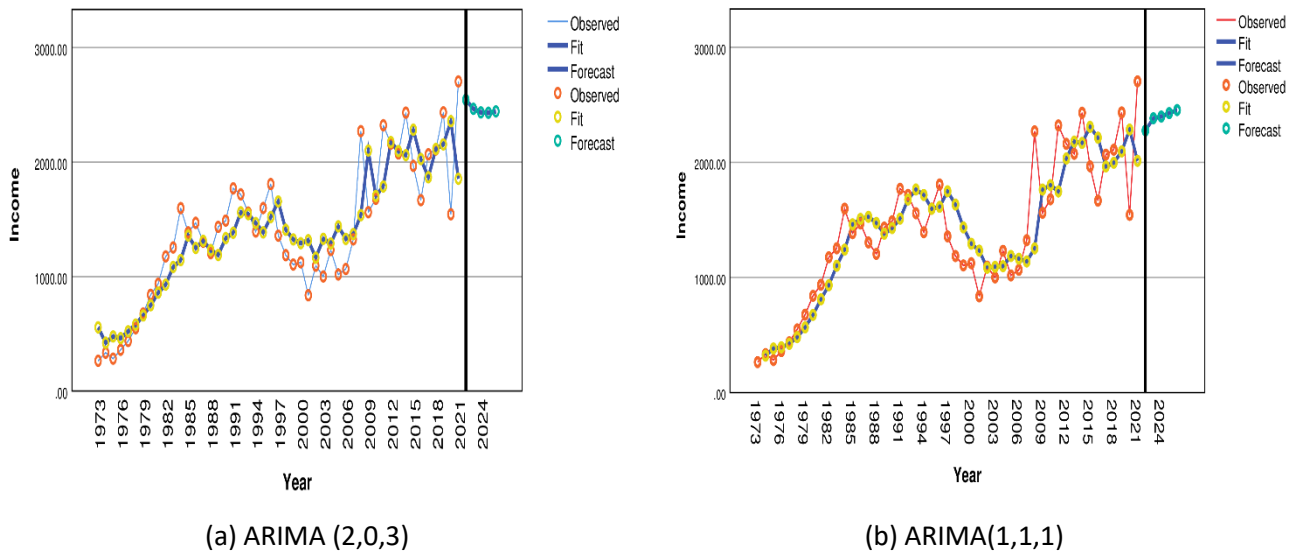 3000.00
2000.00
1000.00
.00
Income
1973
1976
1979
1982
1985
1988
1991
1994
1997
2000
2003
2006
2009
2012
2015
2018
2021
2024
Year
Observed
Fit
Forecast
Observed
Fit
Forecast
(a) ARIMA (2,0,3)
3000.00
2000.00
1000.00
.00
Income
1973
1976
1979
1982
1985
1988
1991
1994
1997
2000
2003
2006
2009
2012
2015
2018
2021
2024
Year
Observed
Fit
Forecast
Observed
Fit
Forecast
(b) ARIMA(1,1,1)